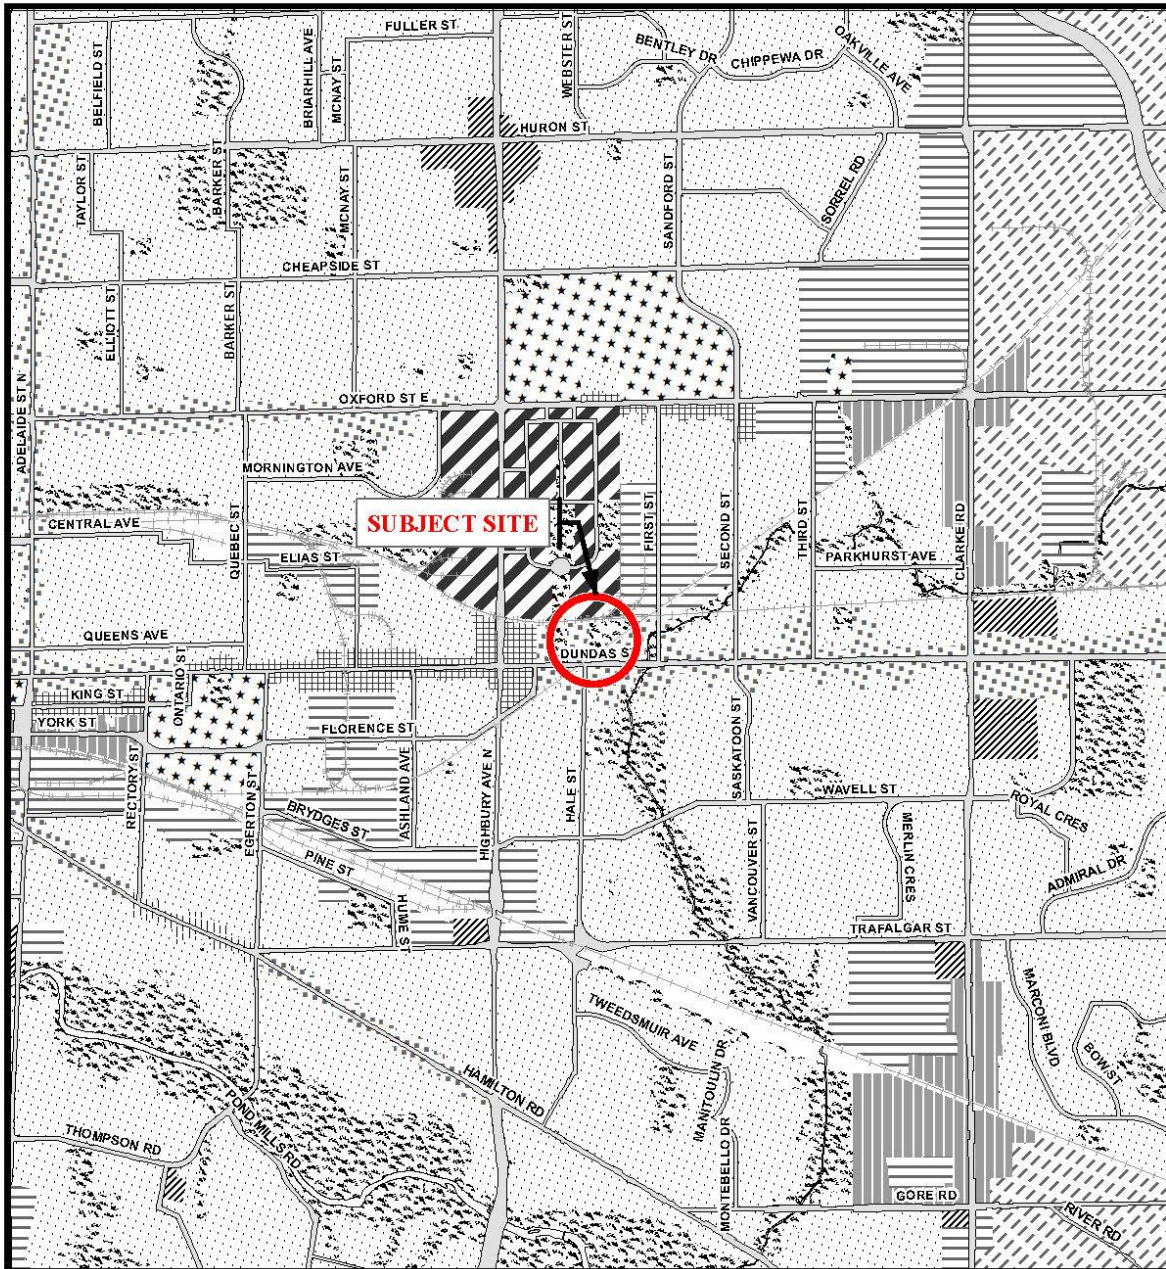 FULLER ST
BELFIELD ST
BRIARHILL AVE
MCNAY ST
WEBSTER ST
BENTLEY DR
CHIPPEWA DR
OAKVILLE AVE
HURON ST
TAYLOR ST
BARKER ST
MCNAY ST
SANDFORD ST
SORREL RD
CHEAPSIDE ST
ELLIOTT ST
BARKER ST
ADELAIDE ST N
OXFORD ST E
MORNINGTON AVE
SUBJECT SITE
CENTRAL AVE
QUEBEC ST
ELIAS ST
FIRST ST
SECOND ST
THIRD ST
PARKHURST AVE
CLARKE RD
QUEENS AVE
DUNDAS S
ONTARIO ST
KING ST
YORK ST
FLORENCE ST
RECTORY ST
EGERTON ST
ASHLAND AVE
HIGHBURY AVE N
HALE ST
SASKATOON ST
WAVELL ST
BRYDGES ST
PINE ST
HUME ST
VANCOUVER ST
MERLIN CRES
ROYAL CRES
ADMIRAL DR
TRAFALGAR ST
TWEEDSMUIR AVE
MANITOULIN DR
MARCONI BLVD
BOW ST
HAMILTON RD
POND MILLS RD
THOMPSON RD
MONTEBELLO DR
GORE RD
RIVER RD